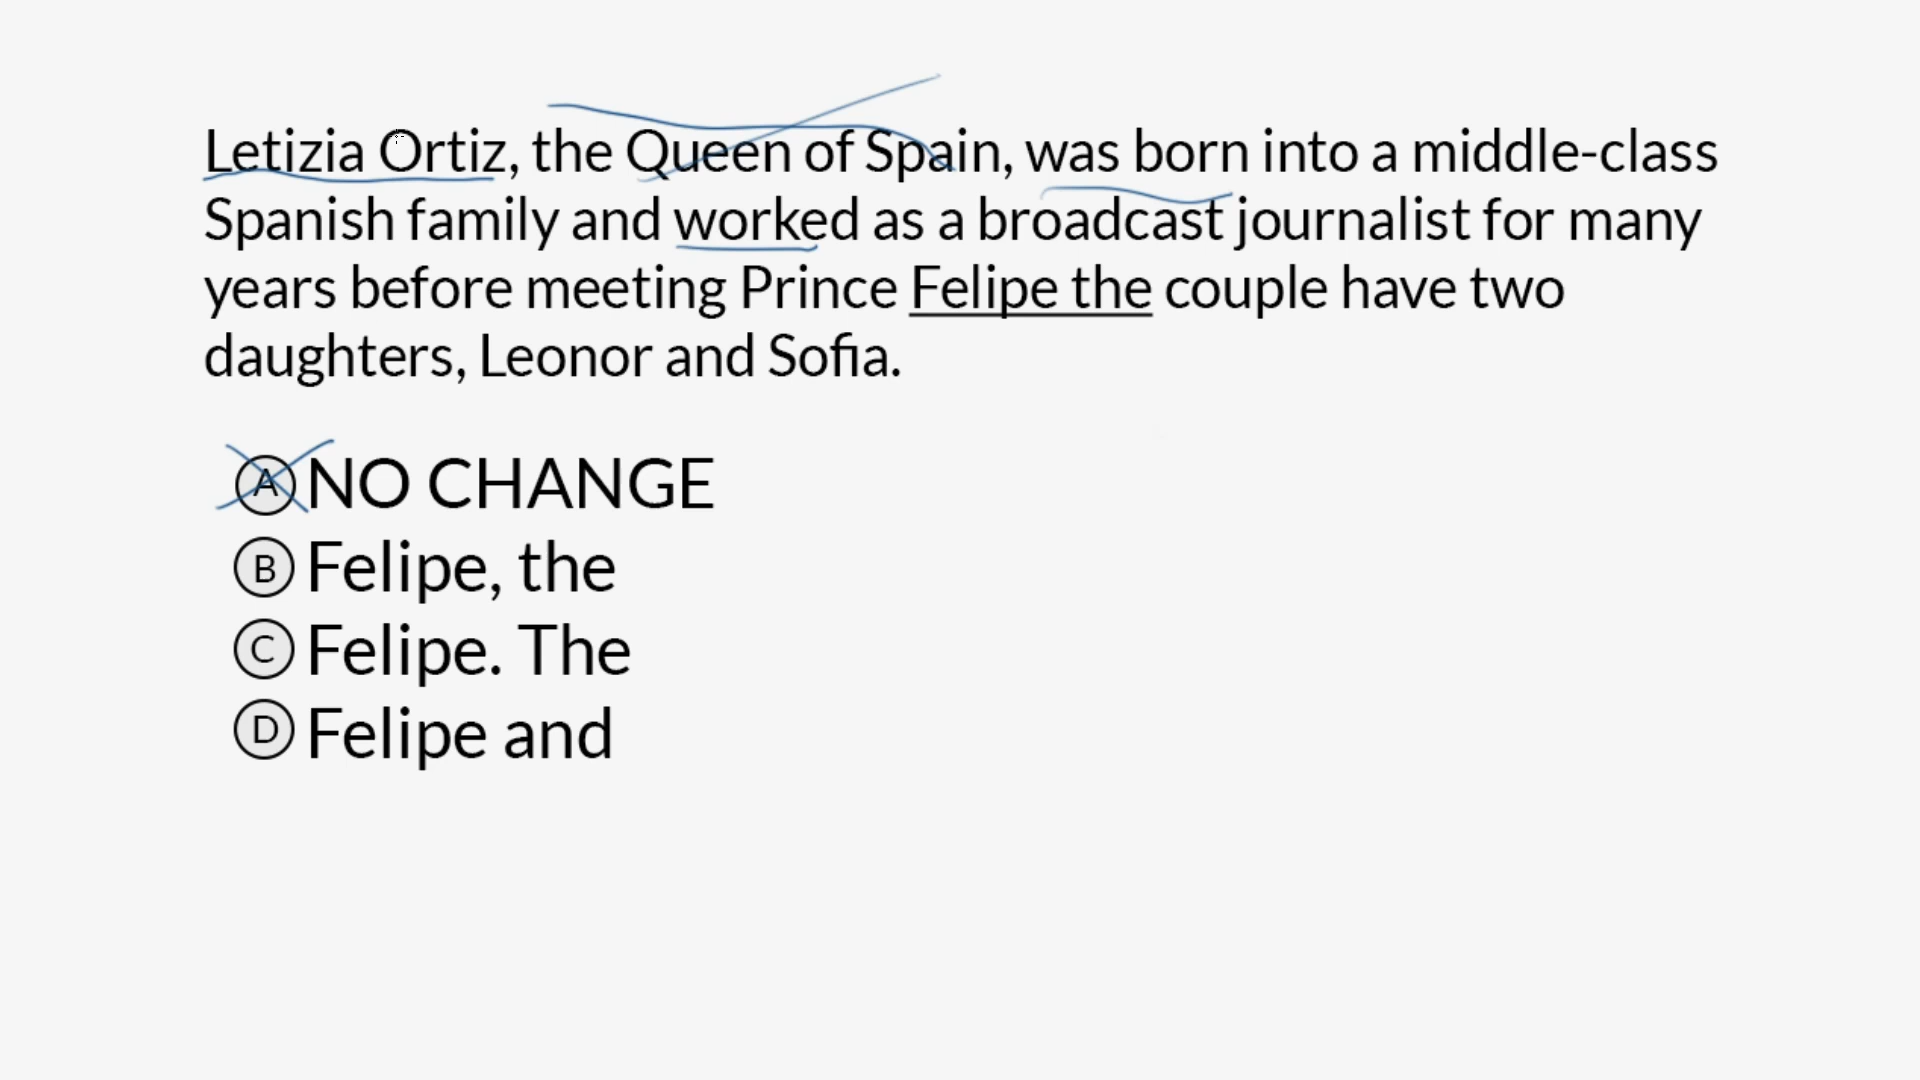 Letizia Ortiz, the Queen of Spain, was born into a middle-class
Spanish family and worked as a broadcast journalist for many
years before meeting Prince Felipe the couple have two
daughters, Leonor and Sofia.
A NO CHANGE
B Felipe, the
C Felipe. The
D Felipe and